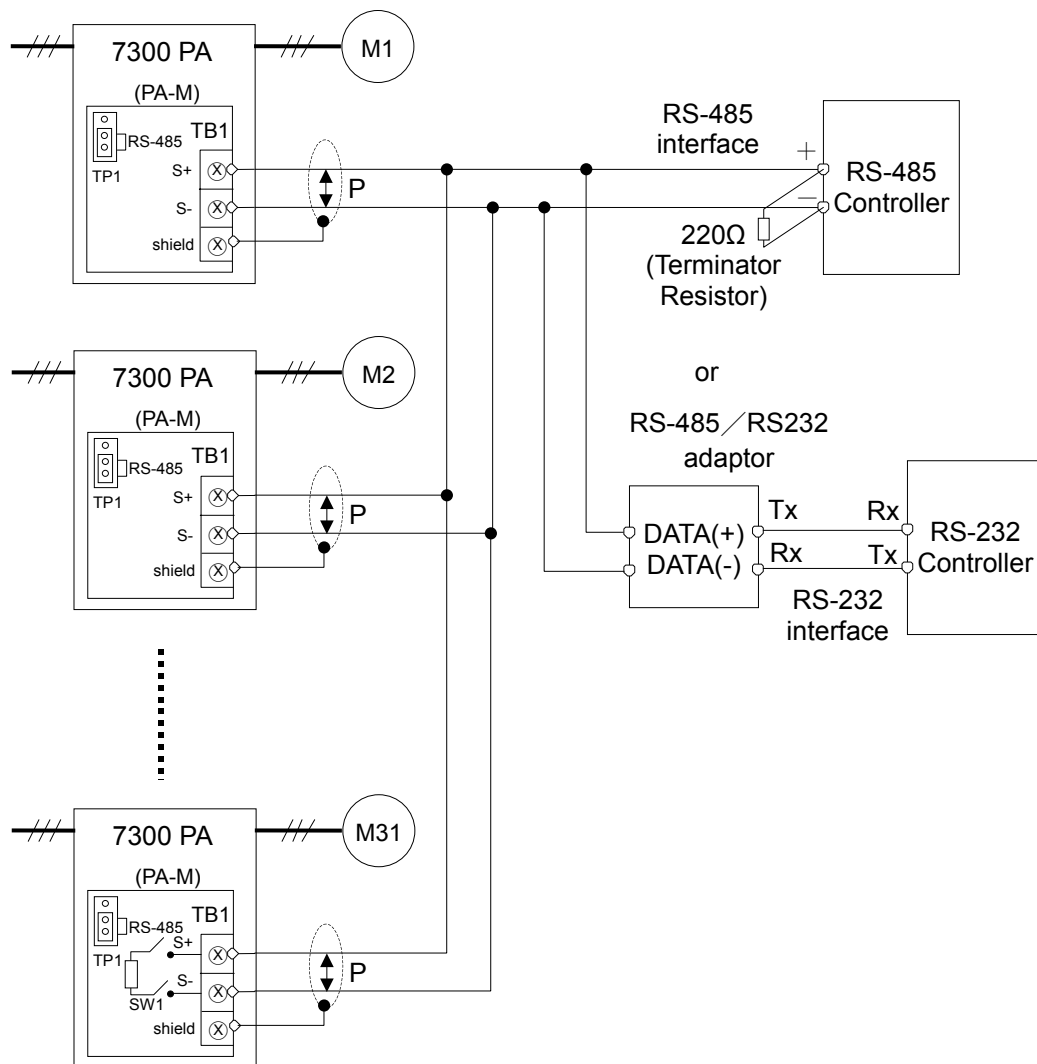 7300 PA
M1
(PA-M)
TB1
RS-485
TP1
S+
S-
shield
P
RS-485
interface
+
−
RS-485
Controller
220Ω
(Terminator
Resistor)
7300 PA
M2
(PA-M)
TB1
RS-485
TP1
S+
S-
shield
P
or
RS-485／RS232
adaptor
DATA(+)
DATA(-)
Tx
Rx
Rx
Tx
RS-232
Controller
RS-232
interface
7300 PA
M31
(PA-M)
TB1
RS-485
TP1
S+
S-
SW1
shield
P